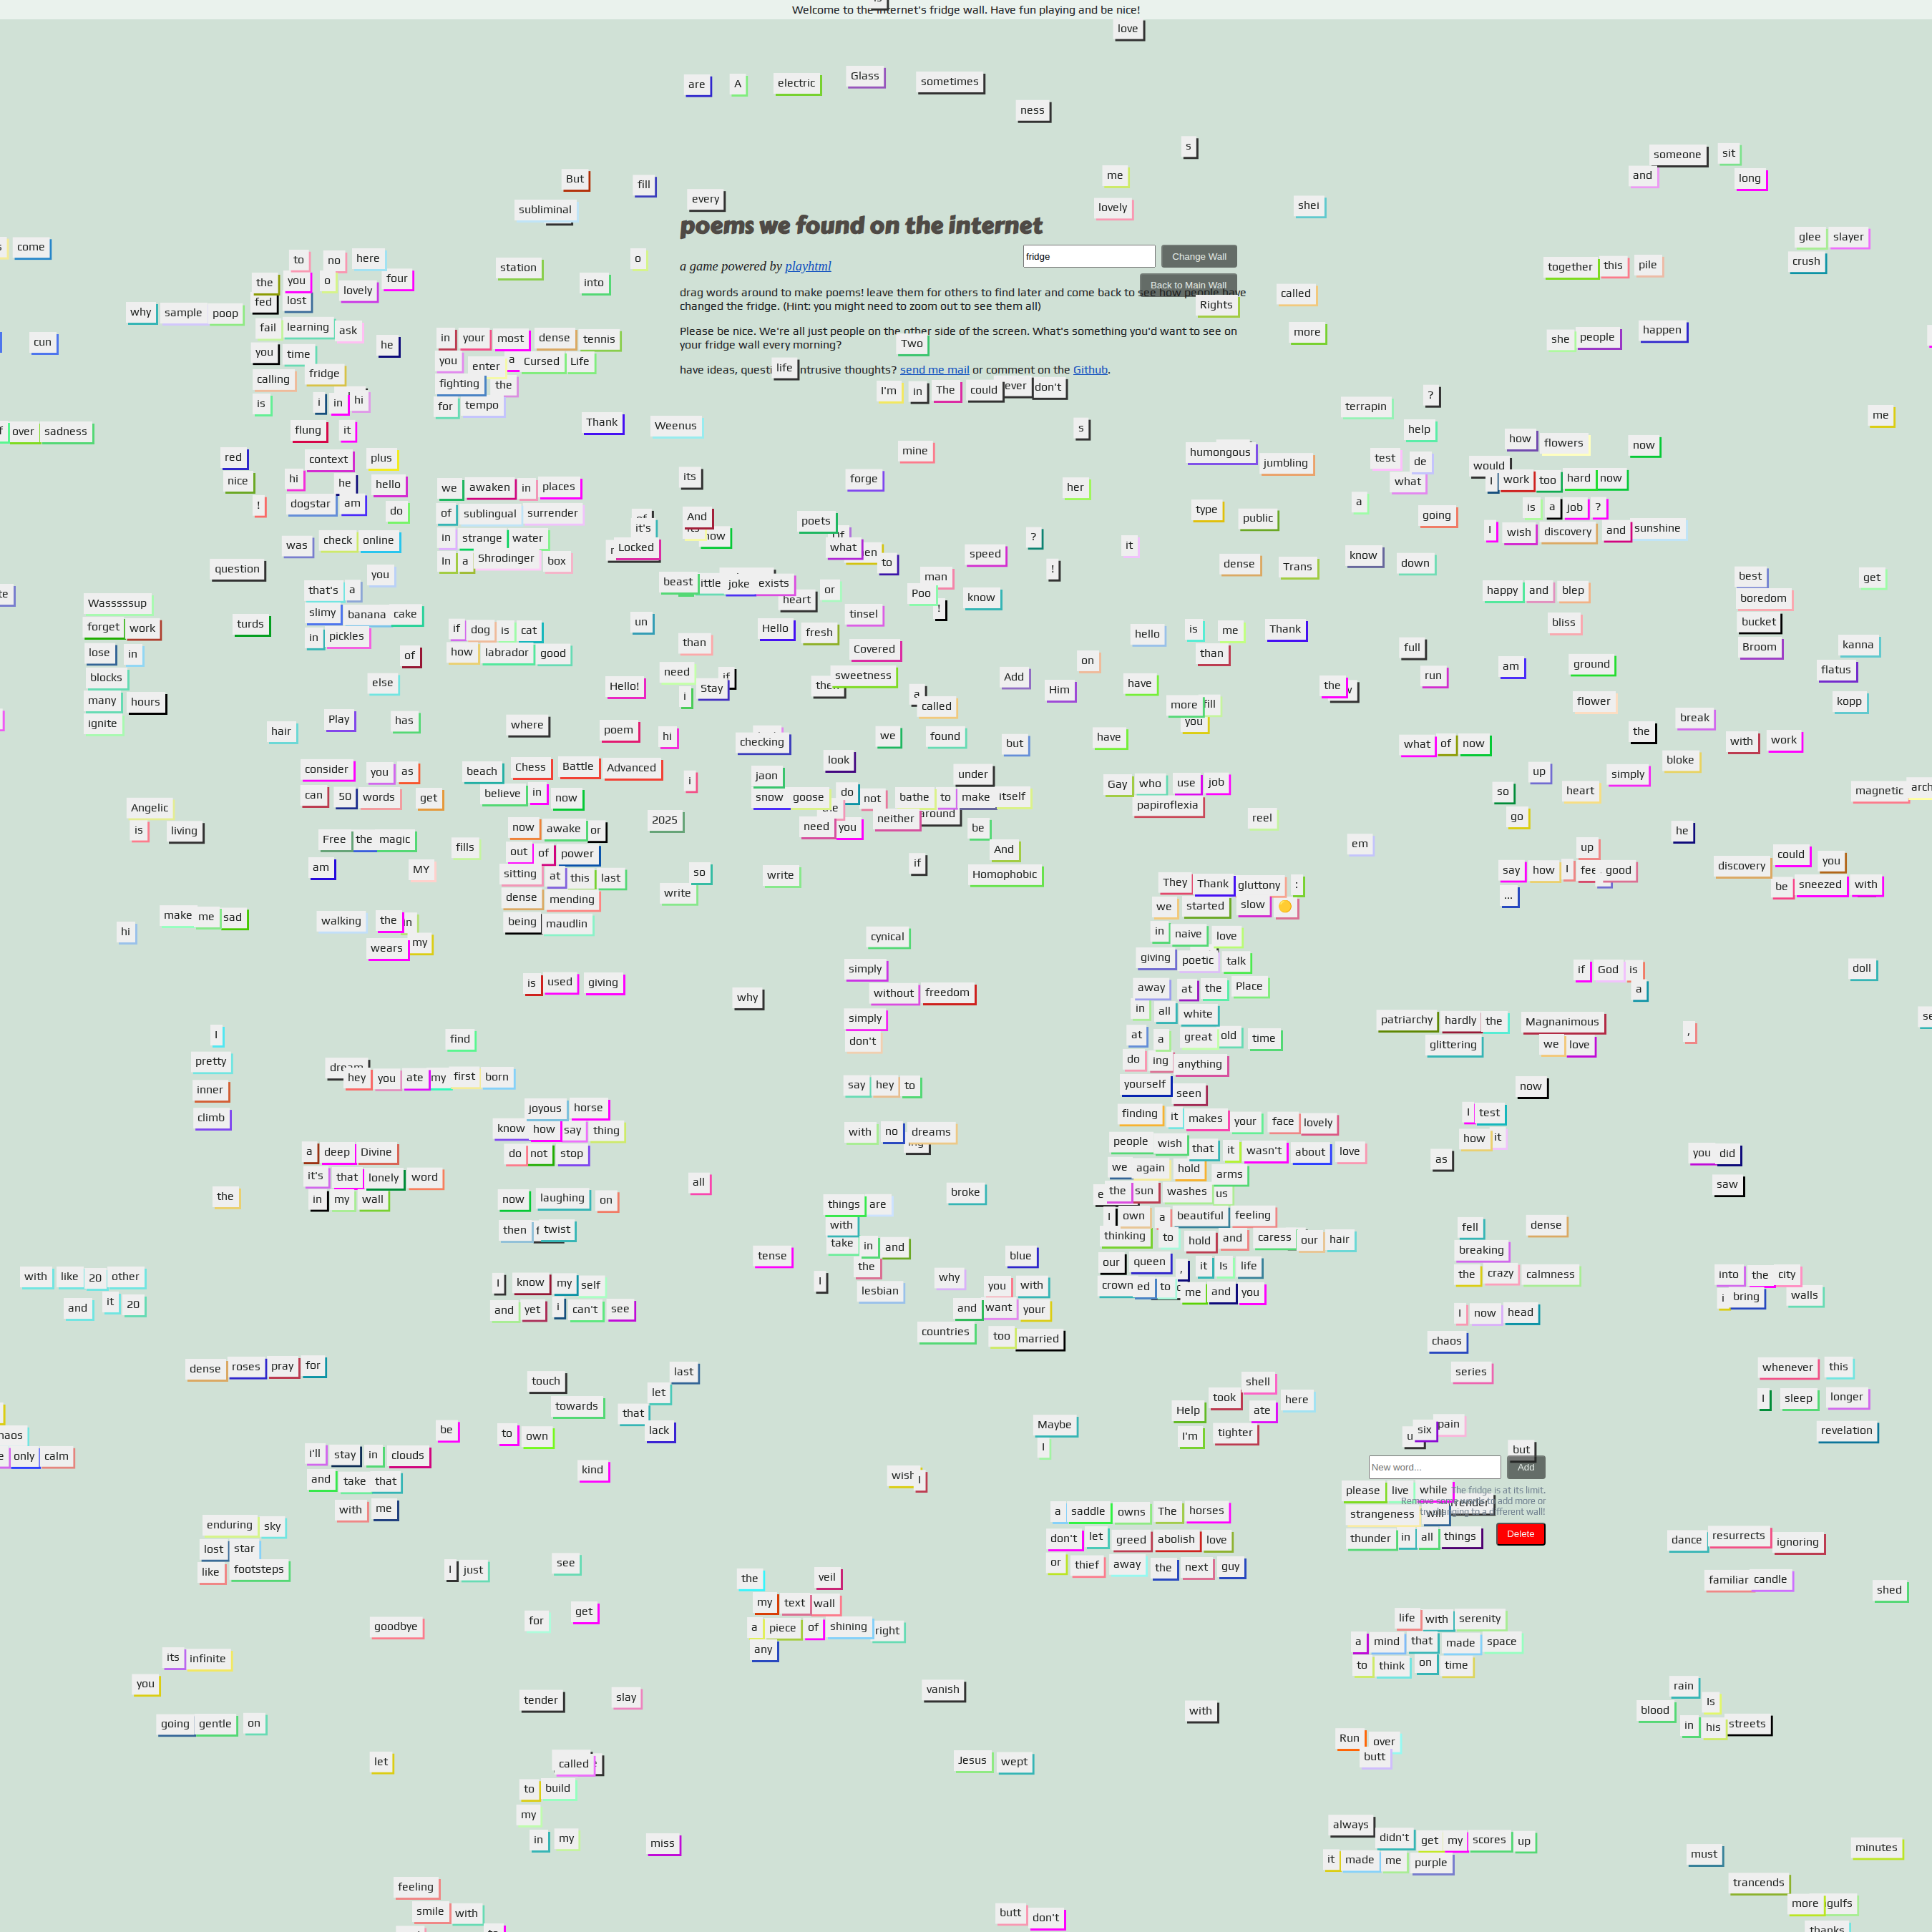 Welcome to the internet's fridge wall. Have fun playing and be nice!
love
are A electric Glass sometimes
ness
s
someone sit
and long
But fill me
subliminal every lovely shei
poems we found on the internet
come glee slayer
crush
to no here
station o fridge Change Wall
a game powered by playhtml
together this pile
the you o four
lovely into Back to Main Wall
drag words around to make poems! leave them for others to find later and come back to see how people have
changed the fridge. (Hint: you might need to zoom out to see them all)
called
fed lost
why sample poop Rights
fail learning ask
Please be nice. We're all just people on the other side of the screen. What's something you'd want to see on
your fridge wall every morning?
more she people happen
cun you time he
in your most dense tennis
Two
you enter a Cursed Life
calling fridge
life
have ideas, questi ntrusive thoughts? send me mail or comment on the Github.
fighting the
is i in hi
for tempo
I'm in The could ever don't
terrapin ?
over sadness flung it
Thank Weenus s help me
how flowers now
red context plus
mine humongous jumbling test de
would
nice hi he hello
its forge her what
I work too hard now
we awaken in places
! dogstar am do
a is a job ?
of sublingual surrender
it's And poets type public going
I wish discovery and sunshine
was check online
in strange water
Locked now what en to speed ? it
In a Shrodinger box
question you
! dense Trans know down
beast ittle joke exists
man best get
Wasssssup that's a
heart or Poo ! know happy and blep boredom
forget work turds
slimy banana cake
un tinsel bliss bucket
in pickles
if dog is cat
Hello fresh hello is me Thank
lose in of
how labrador good
than Covered than full Broom kanna
blocks else
need sweetness on am ground flatus
many hours
Hello! i Stay if Add Him have the run
ignite
a called more fill you flower kopp
hair Play has where poem hi
checking we found but have
what of now the break with work
look under
consider you as
beach Chess Battle Advanced
i jaon Gay who use job up heart simply bloke
can 50 words get
believe in now
snow goose do not bathe to make itself
papiroflexia so magnetic arch
Angelic
is living
2025 need you neither around be reel go he
now awake or
Free the magic fills
out of power
am MY
so write if And Homophobic em
sitting at this last
write
They Thank gluttony :
up
say how I fee good
discovery could you
be sneezed with
dense mending
we started slow 🟡
...
make me sad
being maudlin
hi walking the in
wears my
cynical in naive love
giving poetic talk
simply if God is a doll
is used giving
why without freedom
away at the Place
simply
in all white
patriarchy hardly the Magnanimous ,
I find
don't at a great old time
glittering we love
pretty dream
hey you ate my first born
do ing anything
inner
say hey to
yourself seen now
climb joyous horse
finding it makes your face lovely
I test
know how say thing
with no dreams
people wish that it wasn't about love
how it
a deep Divine
do not stop
as you did
it's that lonely word
we again hold arms
saw
the in my wall
now laughing on
all broke
the sun washes us
things are
I own a beautiful feeling
then twist
with
thinking to hold and caress our hair
fell dense
take in and
breaking
tense the blue our queen , it Is life
the crazy calmness
into the city
with like 20 other
I know my self
I lesbian why you with
crown ed to me and you
i bring walls
and it 20
and yet i can't see
and want your
I now head
countries too married
chaos
dense roses pray for
last series whenever this
touch let shell
towards that took here
I sleep longer
be to own lack Help ate
Maybe revelation
I I'm tighter
six pain
but
i'll stay in clouds
only calm kind wish I
New word... Add
and take that
please live while
The fridge is at its limit.
with me
a saddle owns The horses
strangeness will
enduring sky
don't let greed abolish love
thunder in all things
Delete
dance resurrects ignoring
lost star
like footsteps
I just see
or thief away the next guy
the veil
familiar candle
shed
my text wall
for get
goodbye
a piece of shining right
life with serenity
any
a mind that made space
its infinite
to think on time
you slay vanish
rain
tender
blood Is
with
going gentle on
in his streets
Run over
let called Jesus wept butt
to build
my
always
in my miss
didn't get my scores up
must minutes
it made me purple
feeling trancends
smile with butt don't more gulfs
thanks